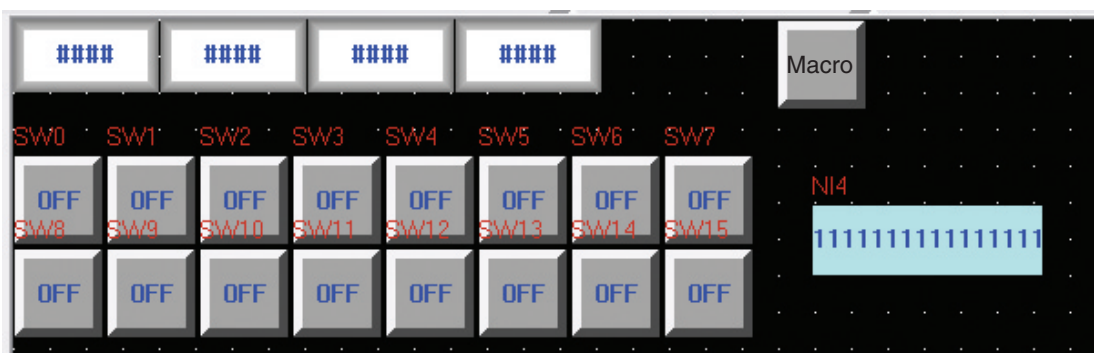 #### #### #### ####
Macro
SW0 SW1 SW2 SW3 SW4 SW5 SW6 SW7
OFF OFF OFF OFF OFF OFF OFF OFF
SW8 SW9 SW10 SW11 SW12 SW13 SW14 SW15
OFF OFF OFF OFF OFF OFF OFF OFF
NI4
1111111111111111